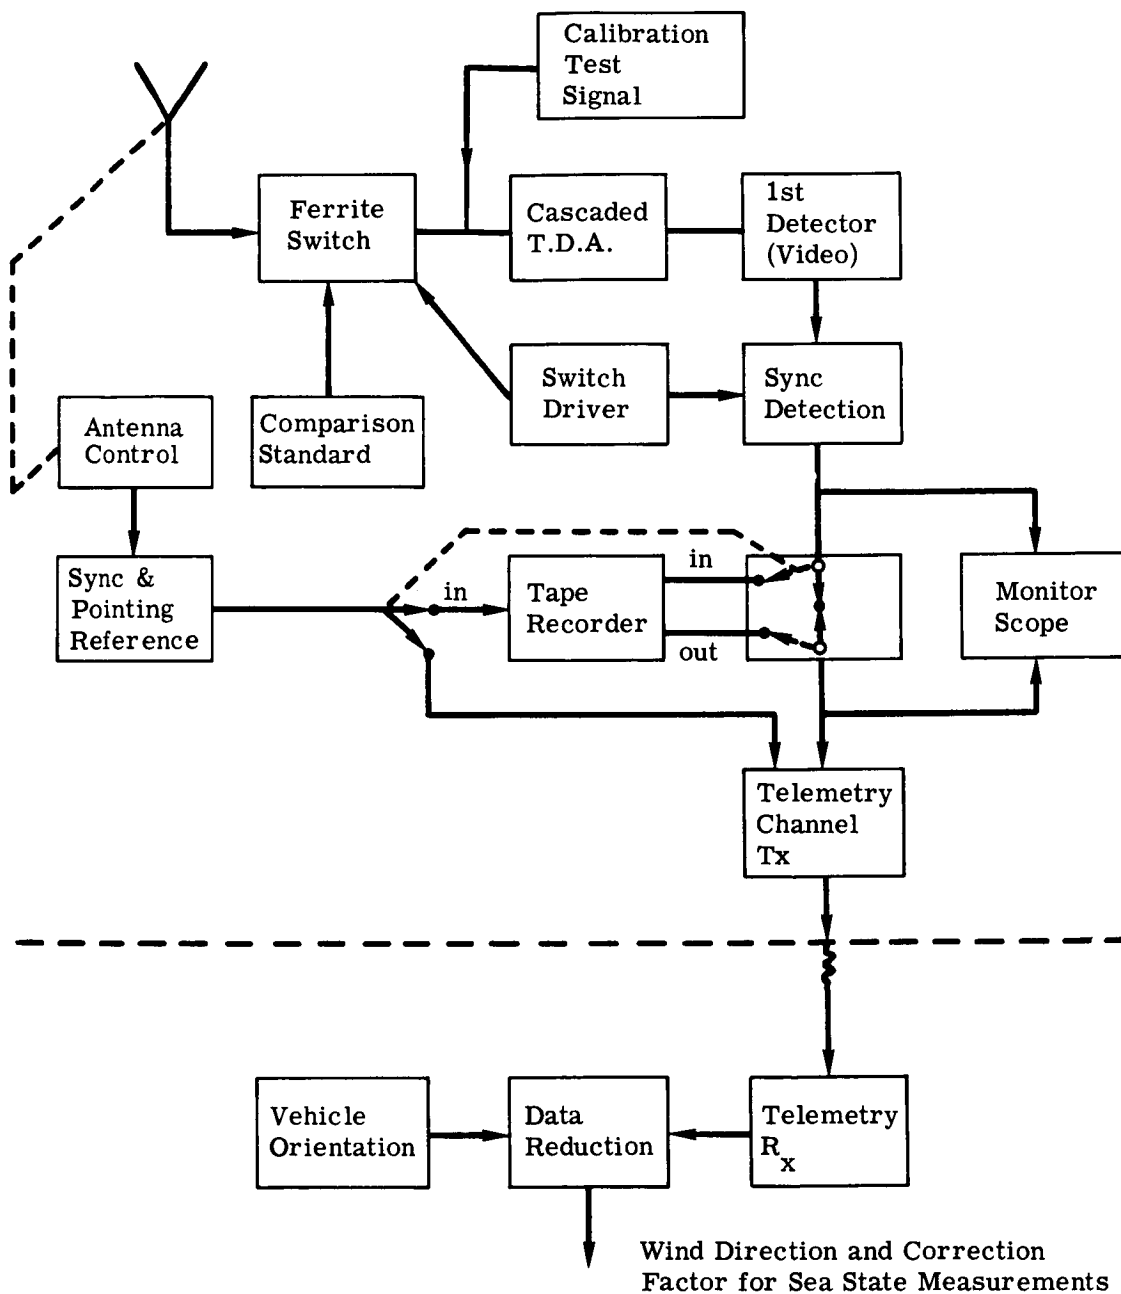 Calibration
Test
Signal
Ferrite
Switch
Cascaded
T.D.A.
1st
Detector
(Video)
Switch
Driver
Sync
Detection
Antenna
Control
Comparison
Standard
Sync &
Pointing
Reference
in
Tape
Recorder
in
out
Monitor
Scope
Telemetry
Channel
Tx
Vehicle
Orientation
Data
Reduction
Telemetry
Rx
Wind Direction and Correction
Factor for Sea State Measurements